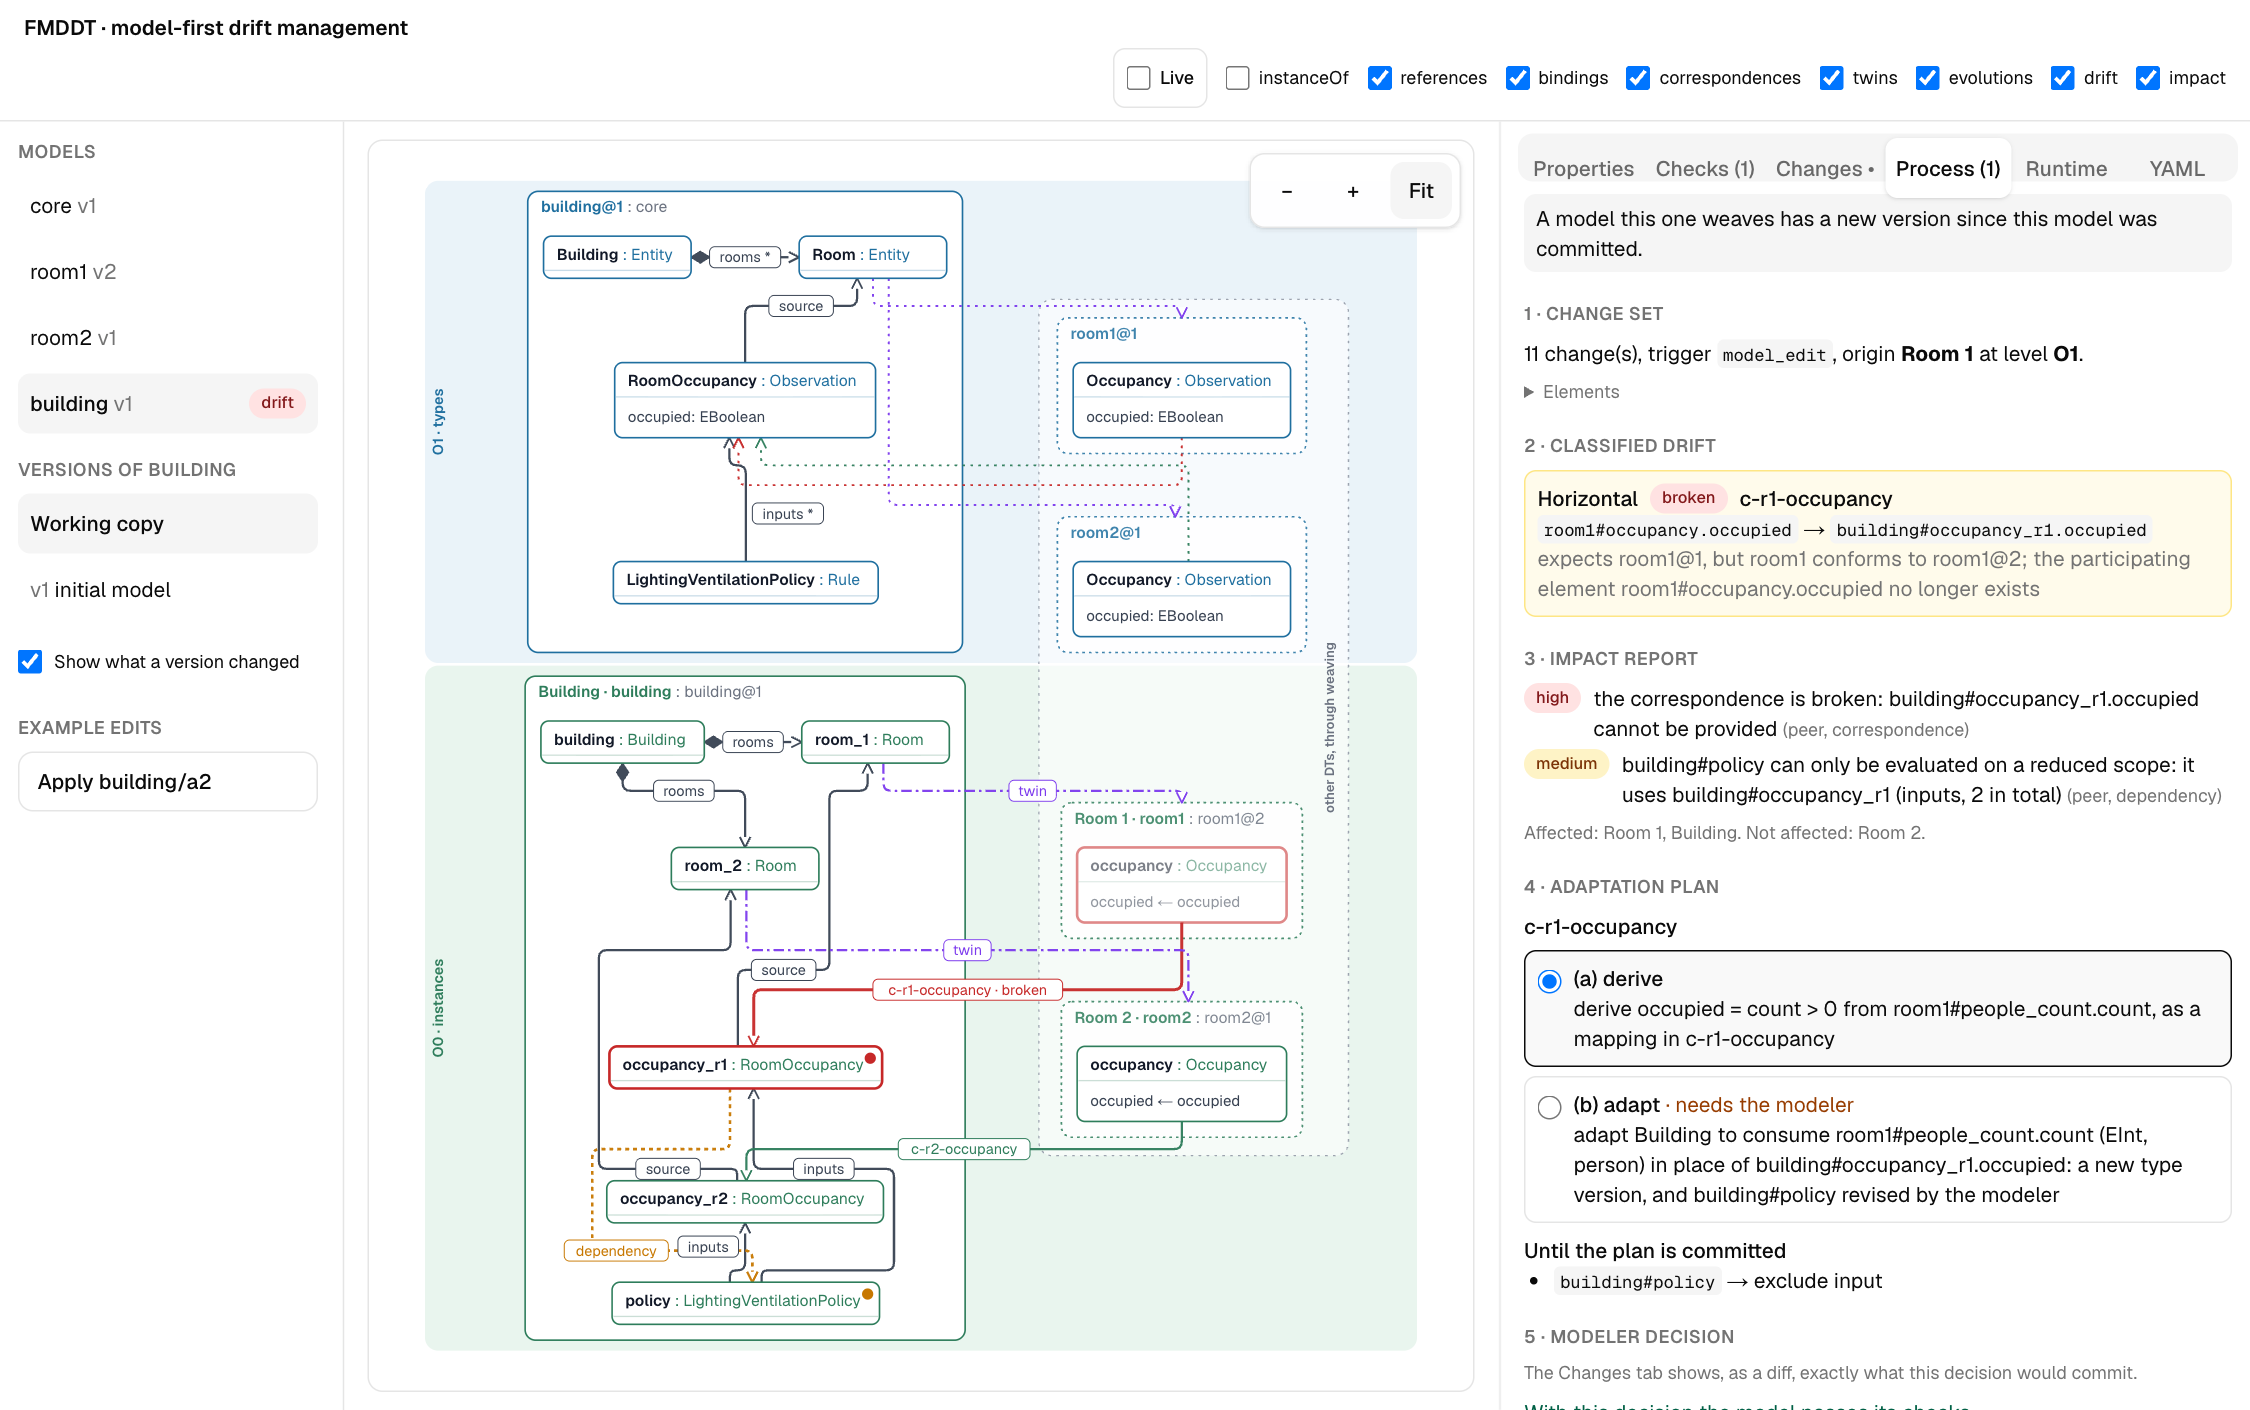 FMDDT · model-first drift management
Live
instanceOf
references
bindings
correspondences
twins
evolutions
drift
impact
MODELS
core v1
room1 v2
room2 v1
building v1
drift
VERSIONS OF BUILDING
Working copy
v1 initial model
Show what a version changed
EXAMPLE EDITS
Apply building/a2
− + Fit
O1 · types
building@1 : core
Building : Entity
rooms *
Room : Entity
source
RoomOccupancy : Observation
occupied: EBoolean
inputs *
LightingVentilationPolicy : Rule
room1@1
Occupancy : Observation
occupied: EBoolean
room2@1
Occupancy : Observation
occupied: EBoolean
other DTs, through weaving
O0 · instances
Building · building : building@1
building : Building
rooms
room_1 : Room
rooms
twin
room_2 : Room
Room 1 · room1 : room1@2
occupancy : Occupancy
occupied ← occupied
twin
source
c-r1-occupancy · broken
Room 2 · room2 : room2@1
occupancy : Occupancy
occupied ← occupied
occupancy_r1 : RoomOccupancy
c-r2-occupancy
source
inputs
occupancy_r2 : RoomOccupancy
dependency
inputs
policy : LightingVentilationPolicy
Properties
Checks (1)
Changes •
Process (1)
Runtime
YAML
A model this one weaves has a new version since this model was
committed.
1 · CHANGE SET
11 change(s), trigger model_edit, origin Room 1 at level O1.
▶ Elements
2 · CLASSIFIED DRIFT
Horizontal broken c-r1-occupancy
room1#occupancy.occupied → building#occupancy_r1.occupied
expects room1@1, but room1 conforms to room1@2; the participating
element room1#occupancy.occupied no longer exists
3 · IMPACT REPORT
high the correspondence is broken: building#occupancy_r1.occupied
cannot be provided (peer, correspondence)
medium building#policy can only be evaluated on a reduced scope: it
uses building#occupancy_r1 (inputs, 2 in total) (peer, dependency)
Affected: Room 1, Building. Not affected: Room 2.
4 · ADAPTATION PLAN
c-r1-occupancy
(a) derive
derive occupied = count > 0 from room1#people_count.count, as a
mapping in c-r1-occupancy
(b) adapt · needs the modeler
adapt Building to consume room1#people_count.count (EInt,
person) in place of building#occupancy_r1.occupied: a new type
version, and building#policy revised by the modeler
Until the plan is committed
• building#policy → exclude input
5 · MODELER DECISION
The Changes tab shows, as a diff, exactly what this decision would commit.
With this decision the model passes its checks.